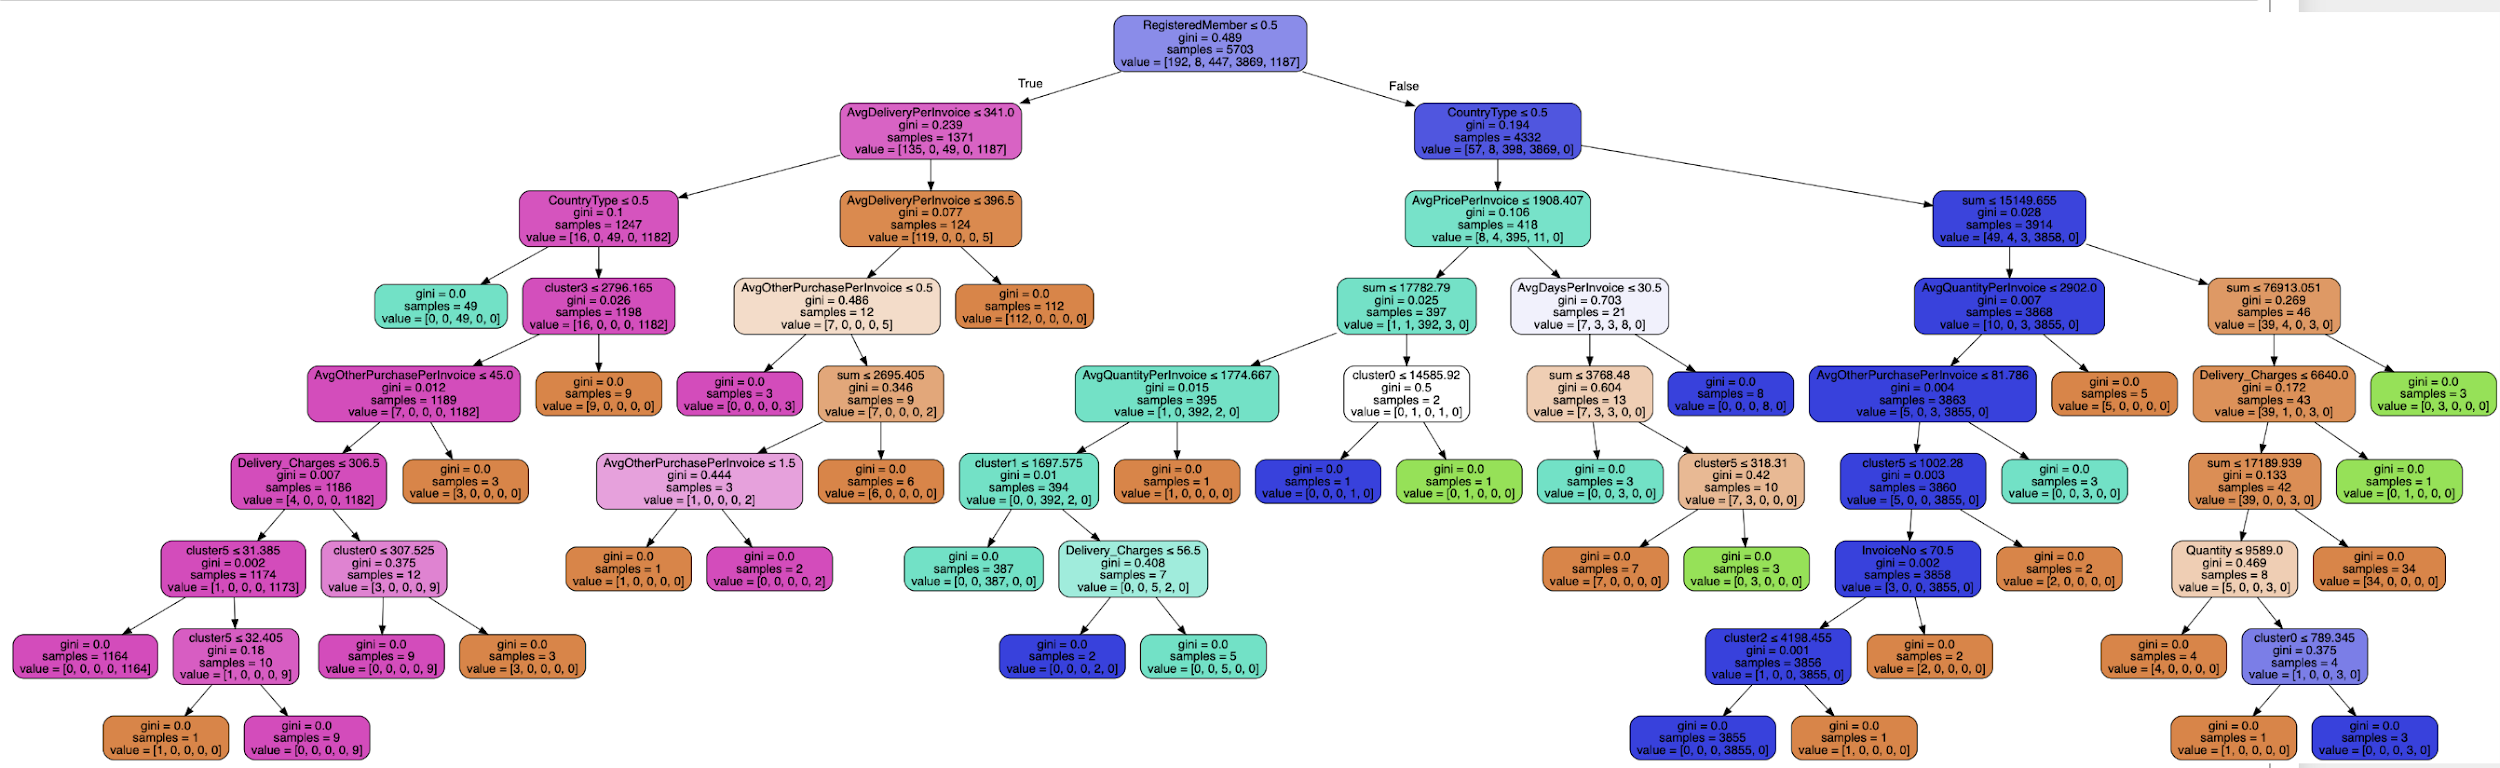 RegisteredMember ≤ 0.5
gini = 0.489
samples = 5703
value = [192, 8, 447, 3869, 1187]
True
False
AvgDeliveryPerInvoice ≤ 341.0
gini = 0.239
samples = 1371
value = [135, 0, 49, 0, 1187]
CountryType ≤ 0.5
gini = 0.194
samples = 4332
value = [57, 8, 398, 3869, 0]
CountryType ≤ 0.5
gini = 0.1
samples = 1247
value = [16, 0, 49, 0, 1182]
AvgDeliveryPerInvoice ≤ 396.5
gini = 0.077
samples = 124
value = [119, 0, 0, 0, 5]
AvgPricePerInvoice ≤ 1908.407
gini = 0.106
samples = 418
value = [8, 4, 395, 11, 0]
sum ≤ 15149.655
gini = 0.028
samples = 3914
value = [49, 4, 3, 3858, 0]
gini = 0.0
samples = 49
value = [0, 0, 49, 0, 0]
cluster3 ≤ 2796.165
gini = 0.026
samples = 1198
value = [16, 0, 0, 0, 1182]
AvgOtherPurchasePerInvoice ≤ 0.5
gini = 0.486
samples = 12
value = [7, 0, 0, 0, 5]
gini = 0.0
samples = 112
value = [112, 0, 0, 0, 0]
sum ≤ 17782.79
gini = 0.025
samples = 397
value = [1, 1, 392, 3, 0]
AvgDaysPerInvoice ≤ 30.5
gini = 0.703
samples = 21
value = [7, 3, 3, 8, 0]
AvgQuantityPerInvoice ≤ 2902.0
gini = 0.007
samples = 3868
value = [10, 0, 3, 3855, 0]
sum ≤ 76913.051
gini = 0.269
samples = 46
value = [39, 4, 0, 3, 0]
AvgOtherPurchasePerInvoice ≤ 45.0
gini = 0.012
samples = 1189
value = [7, 0, 0, 0, 1182]
gini = 0.0
samples = 9
value = [9, 0, 0, 0, 0]
gini = 0.0
samples = 3
value = [0, 0, 0, 0, 3]
sum ≤ 2695.405
gini = 0.346
samples = 9
value = [7, 0, 0, 0, 2]
AvgQuantityPerInvoice ≤ 1774.667
gini = 0.015
samples = 395
value = [1, 0, 392, 2, 0]
cluster0 ≤ 14585.92
gini = 0.5
samples = 2
value = [0, 1, 0, 1, 0]
sum ≤ 3768.48
gini = 0.604
samples = 13
value = [7, 3, 3, 0, 0]
gini = 0.0
samples = 8
value = [0, 0, 0, 8, 0]
AvgOtherPurchasePerInvoice ≤ 81.786
gini = 0.004
samples = 3863
value = [5, 0, 3, 3855, 0]
gini = 0.0
samples = 5
value = [5, 0, 0, 0, 0]
Delivery_Charges ≤ 6640.0
gini = 0.172
samples = 43
value = [39, 1, 0, 3, 0]
gini = 0.0
samples = 3
value = [0, 3, 0, 0, 0]
Delivery_Charges ≤ 306.5
gini = 0.007
samples = 1186
value = [4, 0, 0, 0, 1182]
gini = 0.0
samples = 3
value = [3, 0, 0, 0, 0]
AvgOtherPurchasePerInvoice ≤ 1.5
gini = 0.444
samples = 3
value = [1, 0, 0, 0, 2]
gini = 0.0
samples = 6
value = [6, 0, 0, 0, 0]
cluster1 ≤ 1697.575
gini = 0.01
samples = 394
value = [0, 0, 392, 2, 0]
gini = 0.0
samples = 1
value = [1, 0, 0, 0, 0]
gini = 0.0
samples = 1
value = [0, 0, 0, 1, 0]
gini = 0.0
samples = 1
value = [0, 1, 0, 0, 0]
gini = 0.0
samples = 3
value = [0, 0, 3, 0, 0]
cluster5 ≤ 318.31
gini = 0.42
samples = 10
value = [7, 3, 0, 0, 0]
cluster5 ≤ 1002.28
gini = 0.003
samples = 3860
value = [5, 0, 0, 3855, 0]
gini = 0.0
samples = 3
value = [0, 0, 3, 0, 0]
sum ≤ 17189.939
gini = 0.133
samples = 42
value = [39, 0, 0, 3, 0]
gini = 0.0
samples = 1
value = [0, 1, 0, 0, 0]
cluster5 ≤ 31.385
gini = 0.002
samples = 1174
value = [1, 0, 0, 0, 1173]
cluster0 ≤ 307.525
gini = 0.375
samples = 12
value = [3, 0, 0, 0, 9]
gini = 0.0
samples = 1
value = [1, 0, 0, 0, 0]
gini = 0.0
samples = 2
value = [0, 0, 0, 0, 2]
gini = 0.0
samples = 387
value = [0, 0, 387, 0, 0]
Delivery_Charges ≤ 56.5
gini = 0.408
samples = 7
value = [0, 0, 5, 2, 0]
gini = 0.0
samples = 7
value = [7, 0, 0, 0, 0]
gini = 0.0
samples = 3
value = [0, 3, 0, 0, 0]
InvoiceNo ≤ 70.5
gini = 0.002
samples = 3858
value = [3, 0, 0, 3855, 0]
gini = 0.0
samples = 2
value = [2, 0, 0, 0, 0]
Quantity ≤ 9589.0
gini = 0.469
samples = 8
value = [5, 0, 0, 3, 0]
gini = 0.0
samples = 34
value = [34, 0, 0, 0, 0]
gini = 0.0
samples = 1164
value = [0, 0, 0, 0, 1164]
cluster5 ≤ 32.405
gini = 0.18
samples = 10
value = [1, 0, 0, 0, 9]
gini = 0.0
samples = 9
value = [0, 0, 0, 0, 9]
gini = 0.0
samples = 3
value = [3, 0, 0, 0, 0]
gini = 0.0
samples = 2
value = [0, 0, 0, 2, 0]
gini = 0.0
samples = 5
value = [0, 0, 5, 0, 0]
cluster2 ≤ 4198.455
gini = 0.001
samples = 3856
value = [1, 0, 0, 3855, 0]
gini = 0.0
samples = 2
value = [2, 0, 0, 0, 0]
gini = 0.0
samples = 4
value = [4, 0, 0, 0, 0]
cluster0 ≤ 789.345
gini = 0.375
samples = 4
value = [1, 0, 0, 3, 0]
gini = 0.0
samples = 1
value = [1, 0, 0, 0, 0]
gini = 0.0
samples = 9
value = [0, 0, 0, 0, 9]
gini = 0.0
samples = 3855
value = [0, 0, 0, 3855, 0]
gini = 0.0
samples = 1
value = [1, 0, 0, 0, 0]
gini = 0.0
samples = 1
value = [1, 0, 0, 0, 0]
gini = 0.0
samples = 3
value = [0, 0, 0, 3, 0]